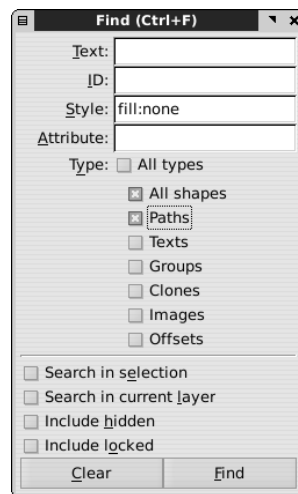 Find (Ctrl+F)
Text:
ID:
Style: fill:none
Attribute:
Type: All types
All shapes
Paths
Texts
Groups
Clones
Images
Offsets
Search in selection
Search in current layer
Include hidden
Include locked
Clear Find